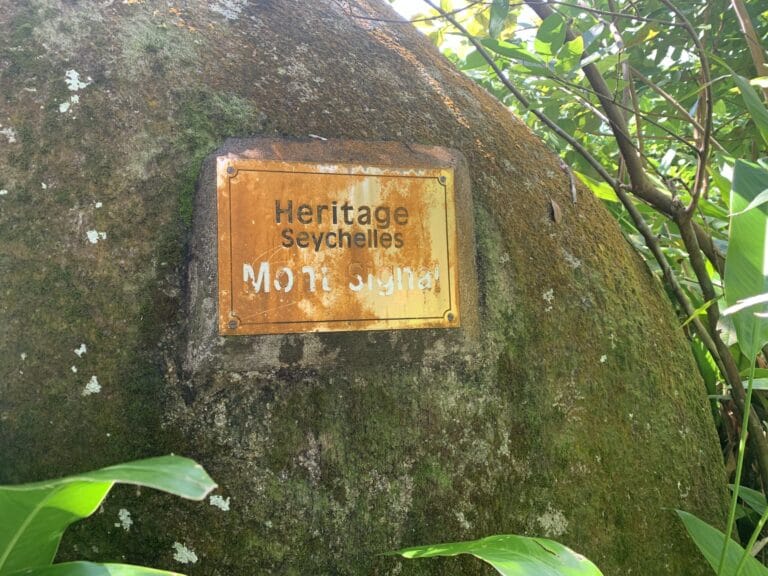 Heritage
Seychelles
Mont Signal